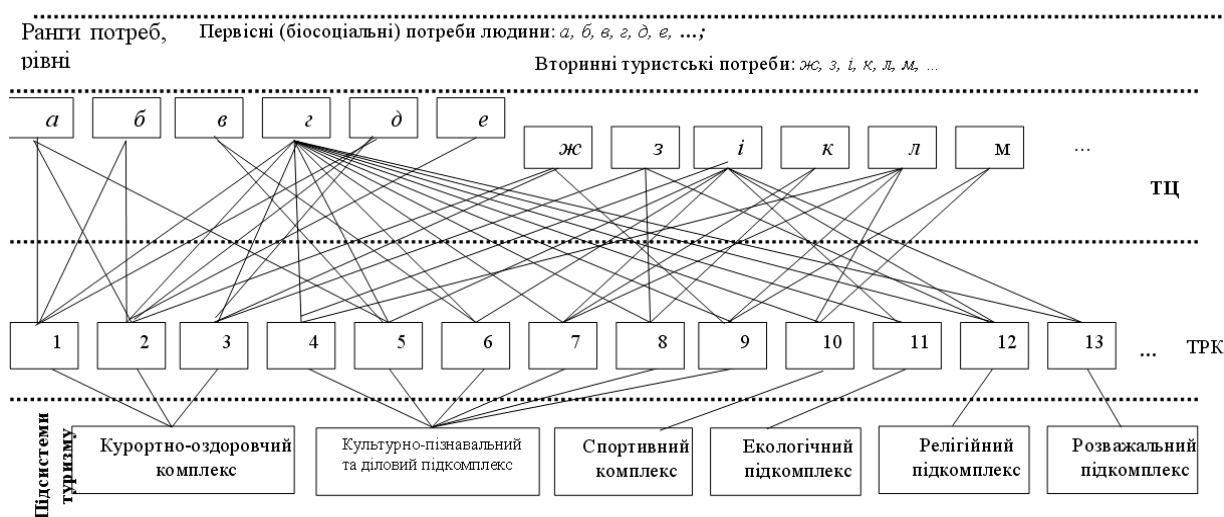 Ранги потреб,
рівні
Первісні (біосоціальні) потреби людини: а, б, в, г, д, е, ...;
Вторинні туристські потреби: ж, з, і, к, л, м, ...
а б в г д е
ж з і к л м ...
ТЦ
1 2 3 4 5 6 7 8 9 10 11 12 13 ... ТРК
Підсистеми
туризму
Курортно-оздоровчий
комплекс
Культурно-пізнавальний
та діловий підкомплекс
Спортивний
комплекс
Екологічний
підкомплекс
Релігійний
підкомплекс
Розважальний
підкомплекс